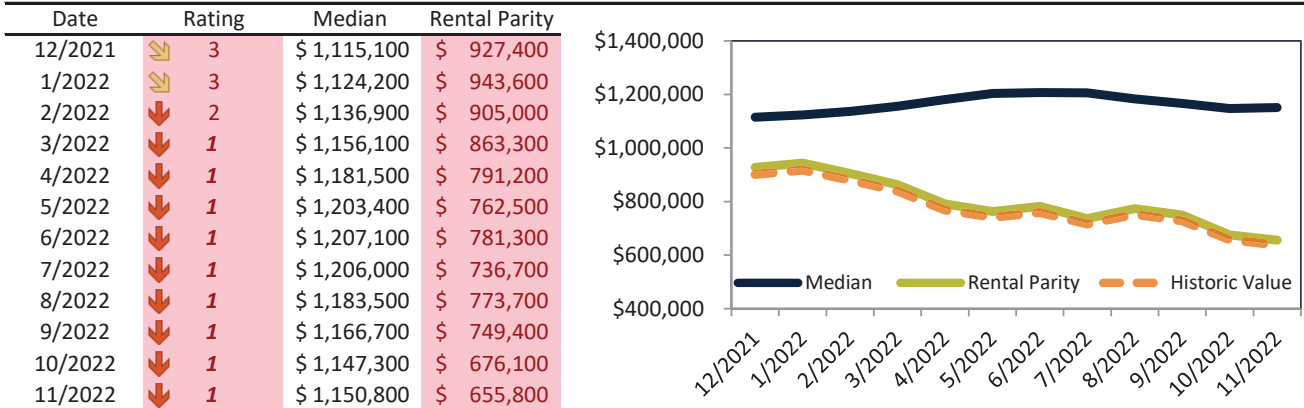 Date Rating Median Rental Parity
12/2021 3 $ 1,115,100 $ 927,400
1/2022 3 $ 1,124,200 $ 943,600
2/2022 2 $ 1,136,900 $ 905,000
3/2022 1 $ 1,156,100 $ 863,300
4/2022 1 $ 1,181,500 $ 791,200
5/2022 1 $ 1,203,400 $ 762,500
6/2022 1 $ 1,207,100 $ 781,300
7/2022 1 $ 1,206,000 $ 736,700
8/2022 1 $ 1,183,500 $ 773,700
9/2022 1 $ 1,166,700 $ 749,400
10/2022 1 $ 1,147,300 $ 676,100
11/2022 1 $ 1,150,800 $ 655,800
$1,400,000
$1,200,000
$1,000,000
$800,000
$600,000
$400,000
Median Rental Parity Historic Value
12/2021 1/2022 2/2022 3/2022 4/2022 5/2022 6/2022 7/2022 8/2022 9/2022 10/2022 11/2022